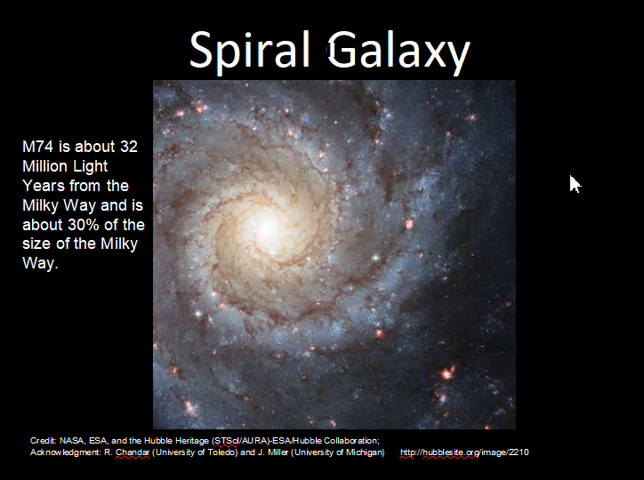 Spiral Galaxy
M74 is about 32
Million Light
Years from the
Milky Way and is
about 30% of the
size of the Milky
Way.
Credit: NASA, ESA, and the Hubble Heritage (STScI/AURA)-ESA/Hubble Collaboration;
Acknowledgment: R. Chandar (University of Toledo) and J. Miller (University of Michigan) http://hubblesite.org/image/2210